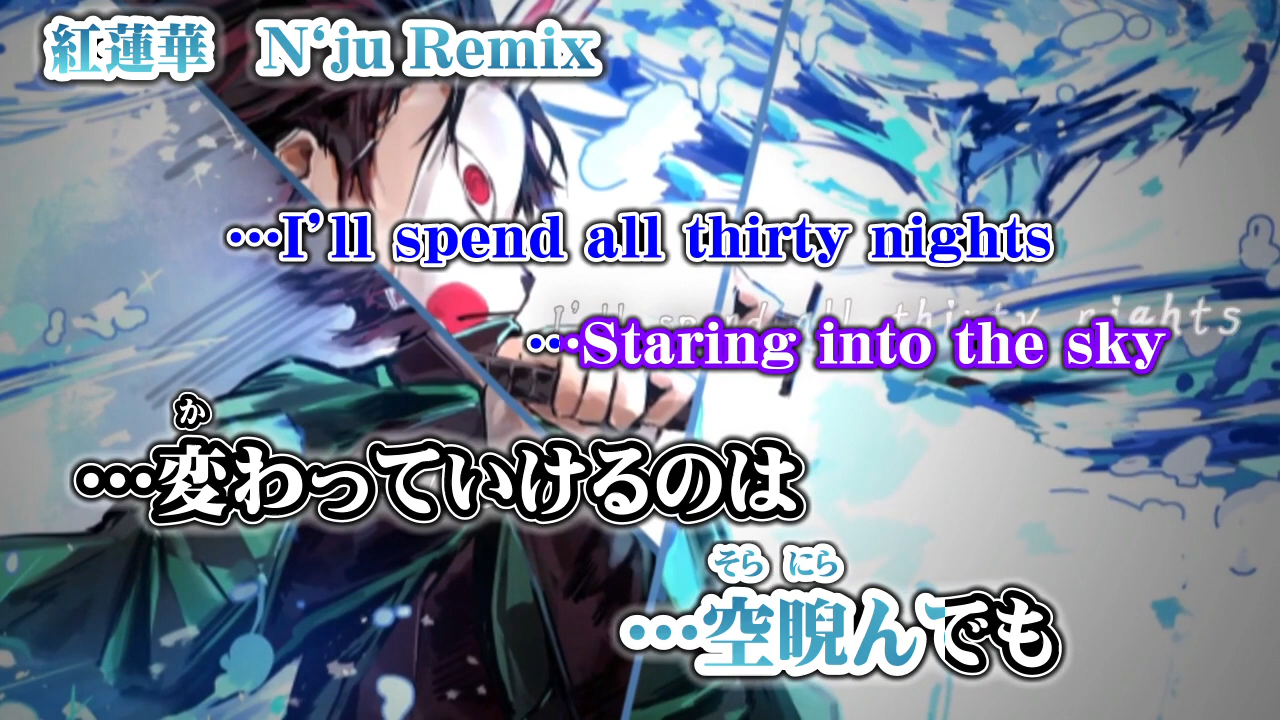 紅蓮華 N‘ju Remix
…I’ll spend all thirty nights
I’ll spend all thirty nights
…Staring into the sky
か
…変わっていけるのは
そら にら
…空睨んでも